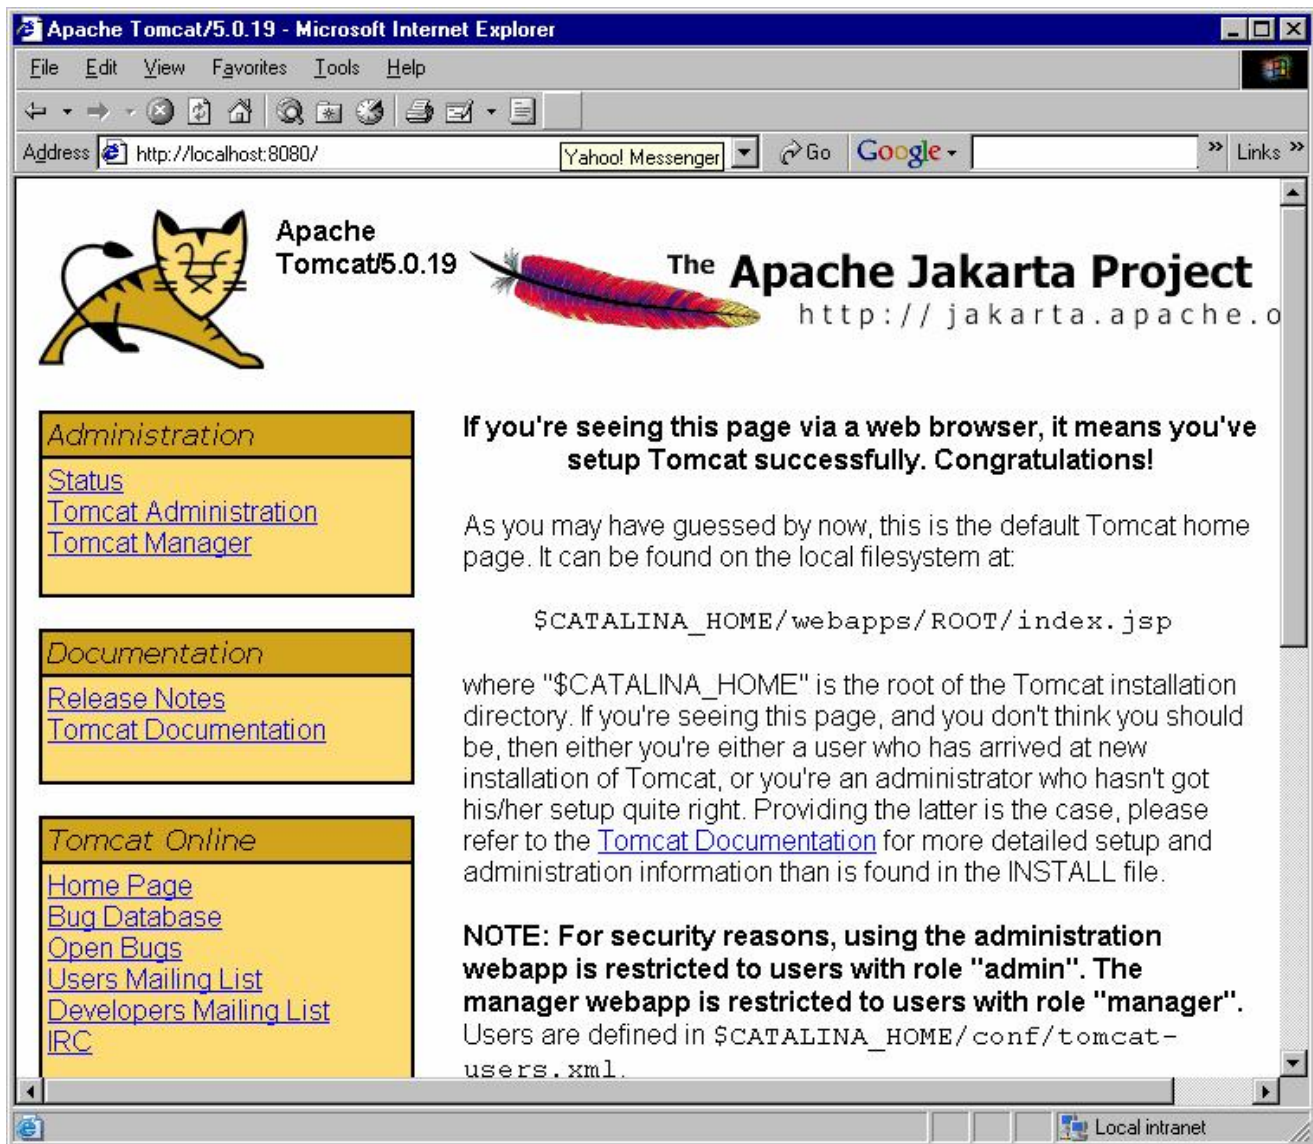 Apache Tomcat/5.0.19 - Microsoft Internet Explorer
File Edit View Favorites Tools Help
Address http://localhost:8080/ Yahoo! Messenger Go Google Links
Apache
Tomcat/5.0.19
The Apache Jakarta Project
http://jakarta.apache.o
Administration
Status
Tomcat Administration
Tomcat Manager
Documentation
Release Notes
Tomcat Documentation
Tomcat Online
Home Page
Bug Database
Open Bugs
Users Mailing List
Developers Mailing List
IRC
If you're seeing this page via a web browser, it means you've
setup Tomcat successfully. Congratulations!
As you may have guessed by now, this is the default Tomcat home
page. It can be found on the local filesystem at:
$CATALINA_HOME/webapps/ROOT/index.jsp
where "$CATALINA_HOME" is the root of the Tomcat installation
directory. If you're seeing this page, and you don't think you should
be, then either you're either a user who has arrived at new
installation of Tomcat, or you're an administrator who hasn't got
his/her setup quite right. Providing the latter is the case, please
refer to the Tomcat Documentation for more detailed setup and
administration information than is found in the INSTALL file.
NOTE: For security reasons, using the administration
webapp is restricted to users with role "admin". The
manager webapp is restricted to users with role "manager".
Users are defined in $CATALINA_HOME/conf/tomcat-
users.xml.
Local intranet